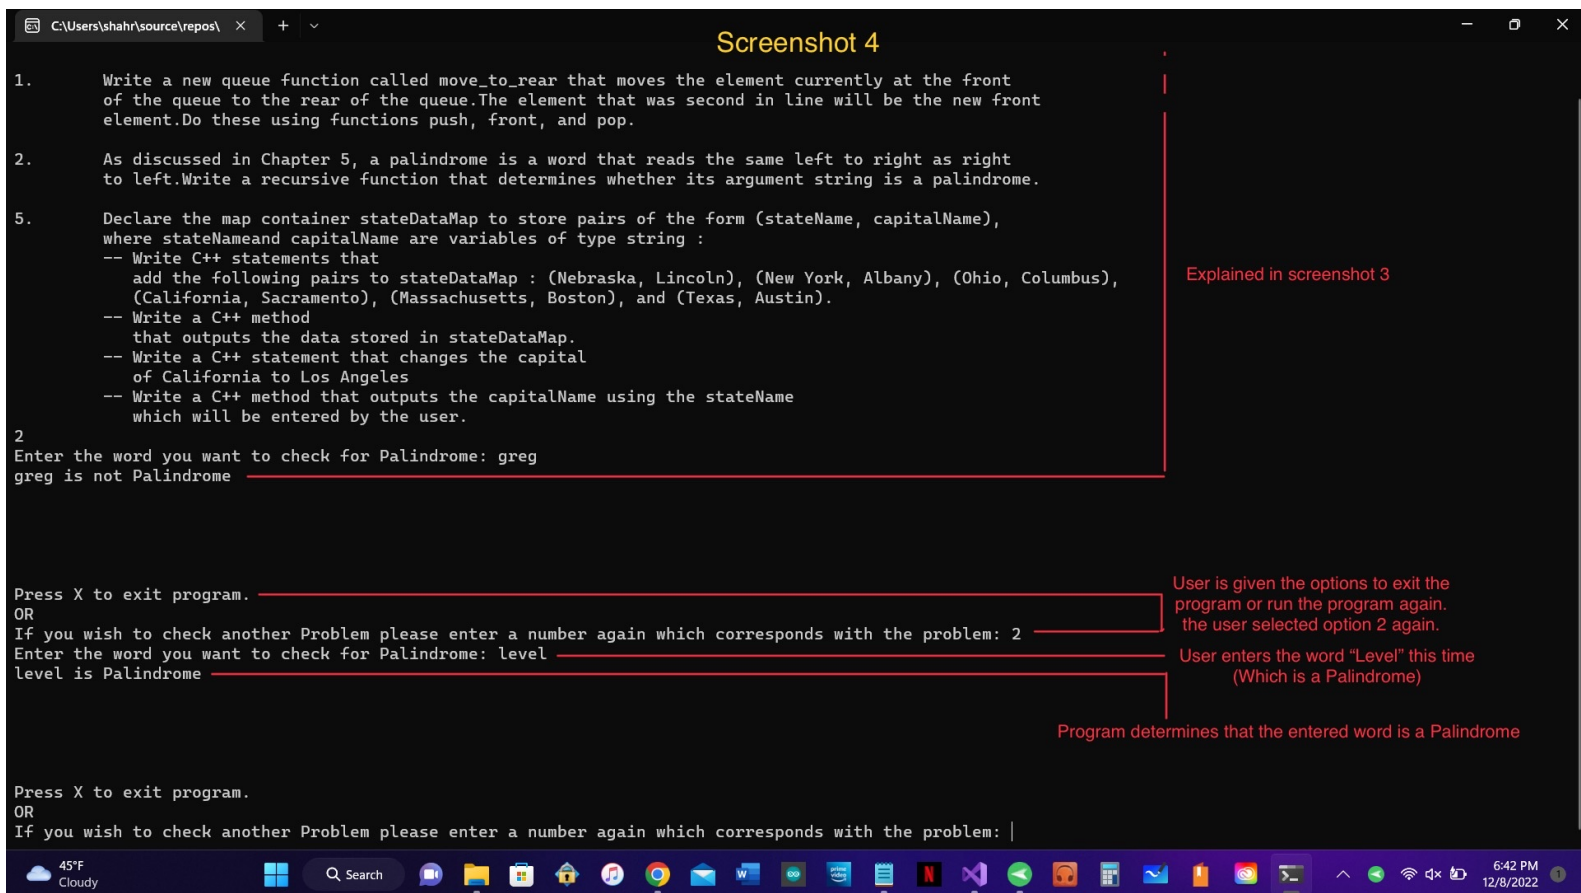 C:\Users\shahr\source\repos\
Screenshot 4
1. Write a new queue function called move_to_rear that moves the element currently at the front
of the queue to the rear of the queue.The element that was second in line will be the new front
element.Do these using functions push, front, and pop.
2. As discussed in Chapter 5, a palindrome is a word that reads the same left to right as right
to left.Write a recursive function that determines whether its argument string is a palindrome.
5. Declare the map container stateDataMap to store pairs of the form (stateName, capitalName),
where stateNameand capitalName are variables of type string :
-- Write C++ statements that
add the following pairs to stateDataMap : (Nebraska, Lincoln), (New York, Albany), (Ohio, Columbus),
(California, Sacramento), (Massachusetts, Boston), and (Texas, Austin).
-- Write a C++ method
that outputs the data stored in stateDataMap.
-- Write a C++ statement that changes the capital
of California to Los Angeles
-- Write a C++ method that outputs the capitalName using the stateName
which will be entered by the user.
Explained in screenshot 3
2
Enter the word you want to check for Palindrome: greg
greg is not Palindrome
Press X to exit program.
OR
If you wish to check another Problem please enter a number again which corresponds with the problem: 2
User is given the options to exit the
program or run the program again.
the user selected option 2 again.
Enter the word you want to check for Palindrome: level
User enters the word “Level” this time
(Which is a Palindrome)
level is Palindrome
Program determines that the entered word is a Palindrome
Press X to exit program.
OR
If you wish to check another Problem please enter a number again which corresponds with the problem:
45°F
Cloudy
Search
prime video
6:42 PM
12/8/2022
1